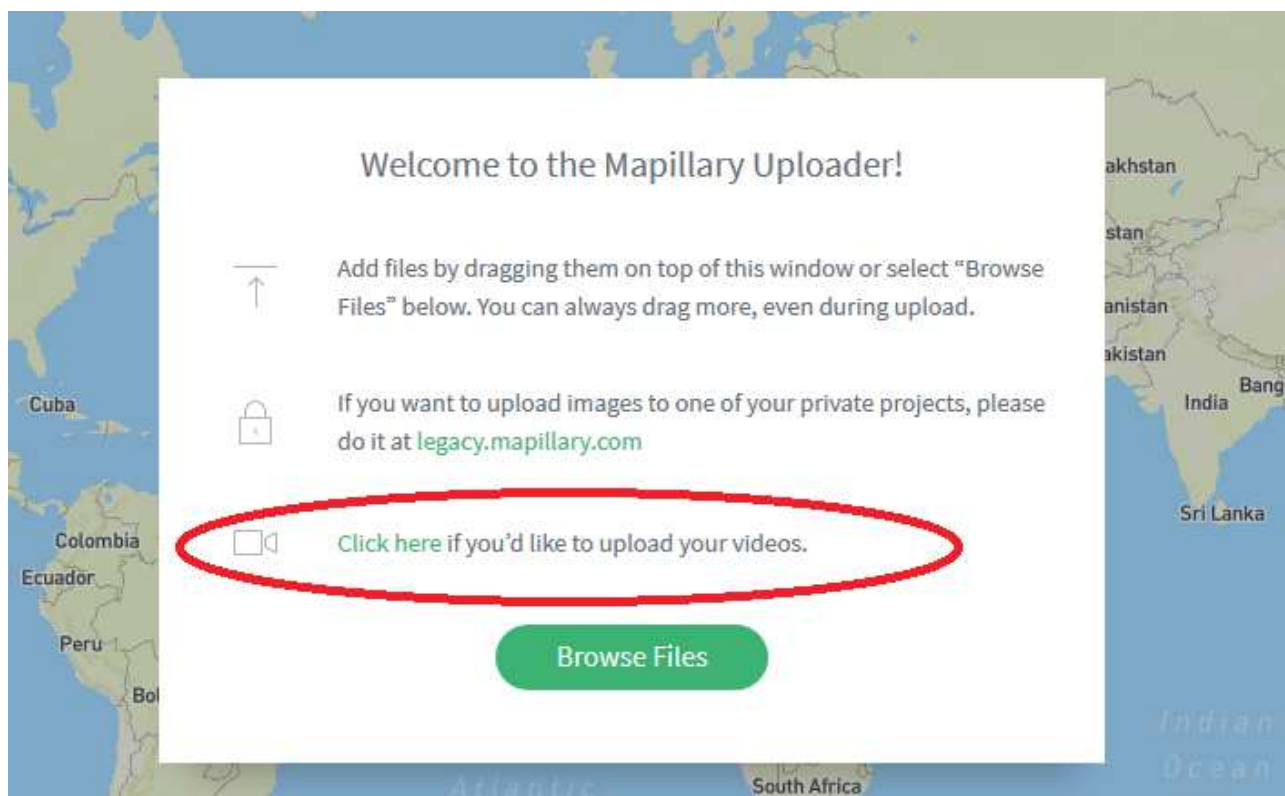 Welcome to the Mapillary Uploader!
Add files by dragging them on top of this window or select “Browse
Files” below. You can always drag more, even during upload.
If you want to upload images to one of your private projects, please
do it at legacy.mapillary.com
Click here if you’d like to upload your videos.
Browse Files
Cuba
Colombia
Ecuador
Peru
Bol
Atlantic
South Africa
akhstan
stan
anistan
akistan
India
Bang
Sri Lanka
Indian
Ocean